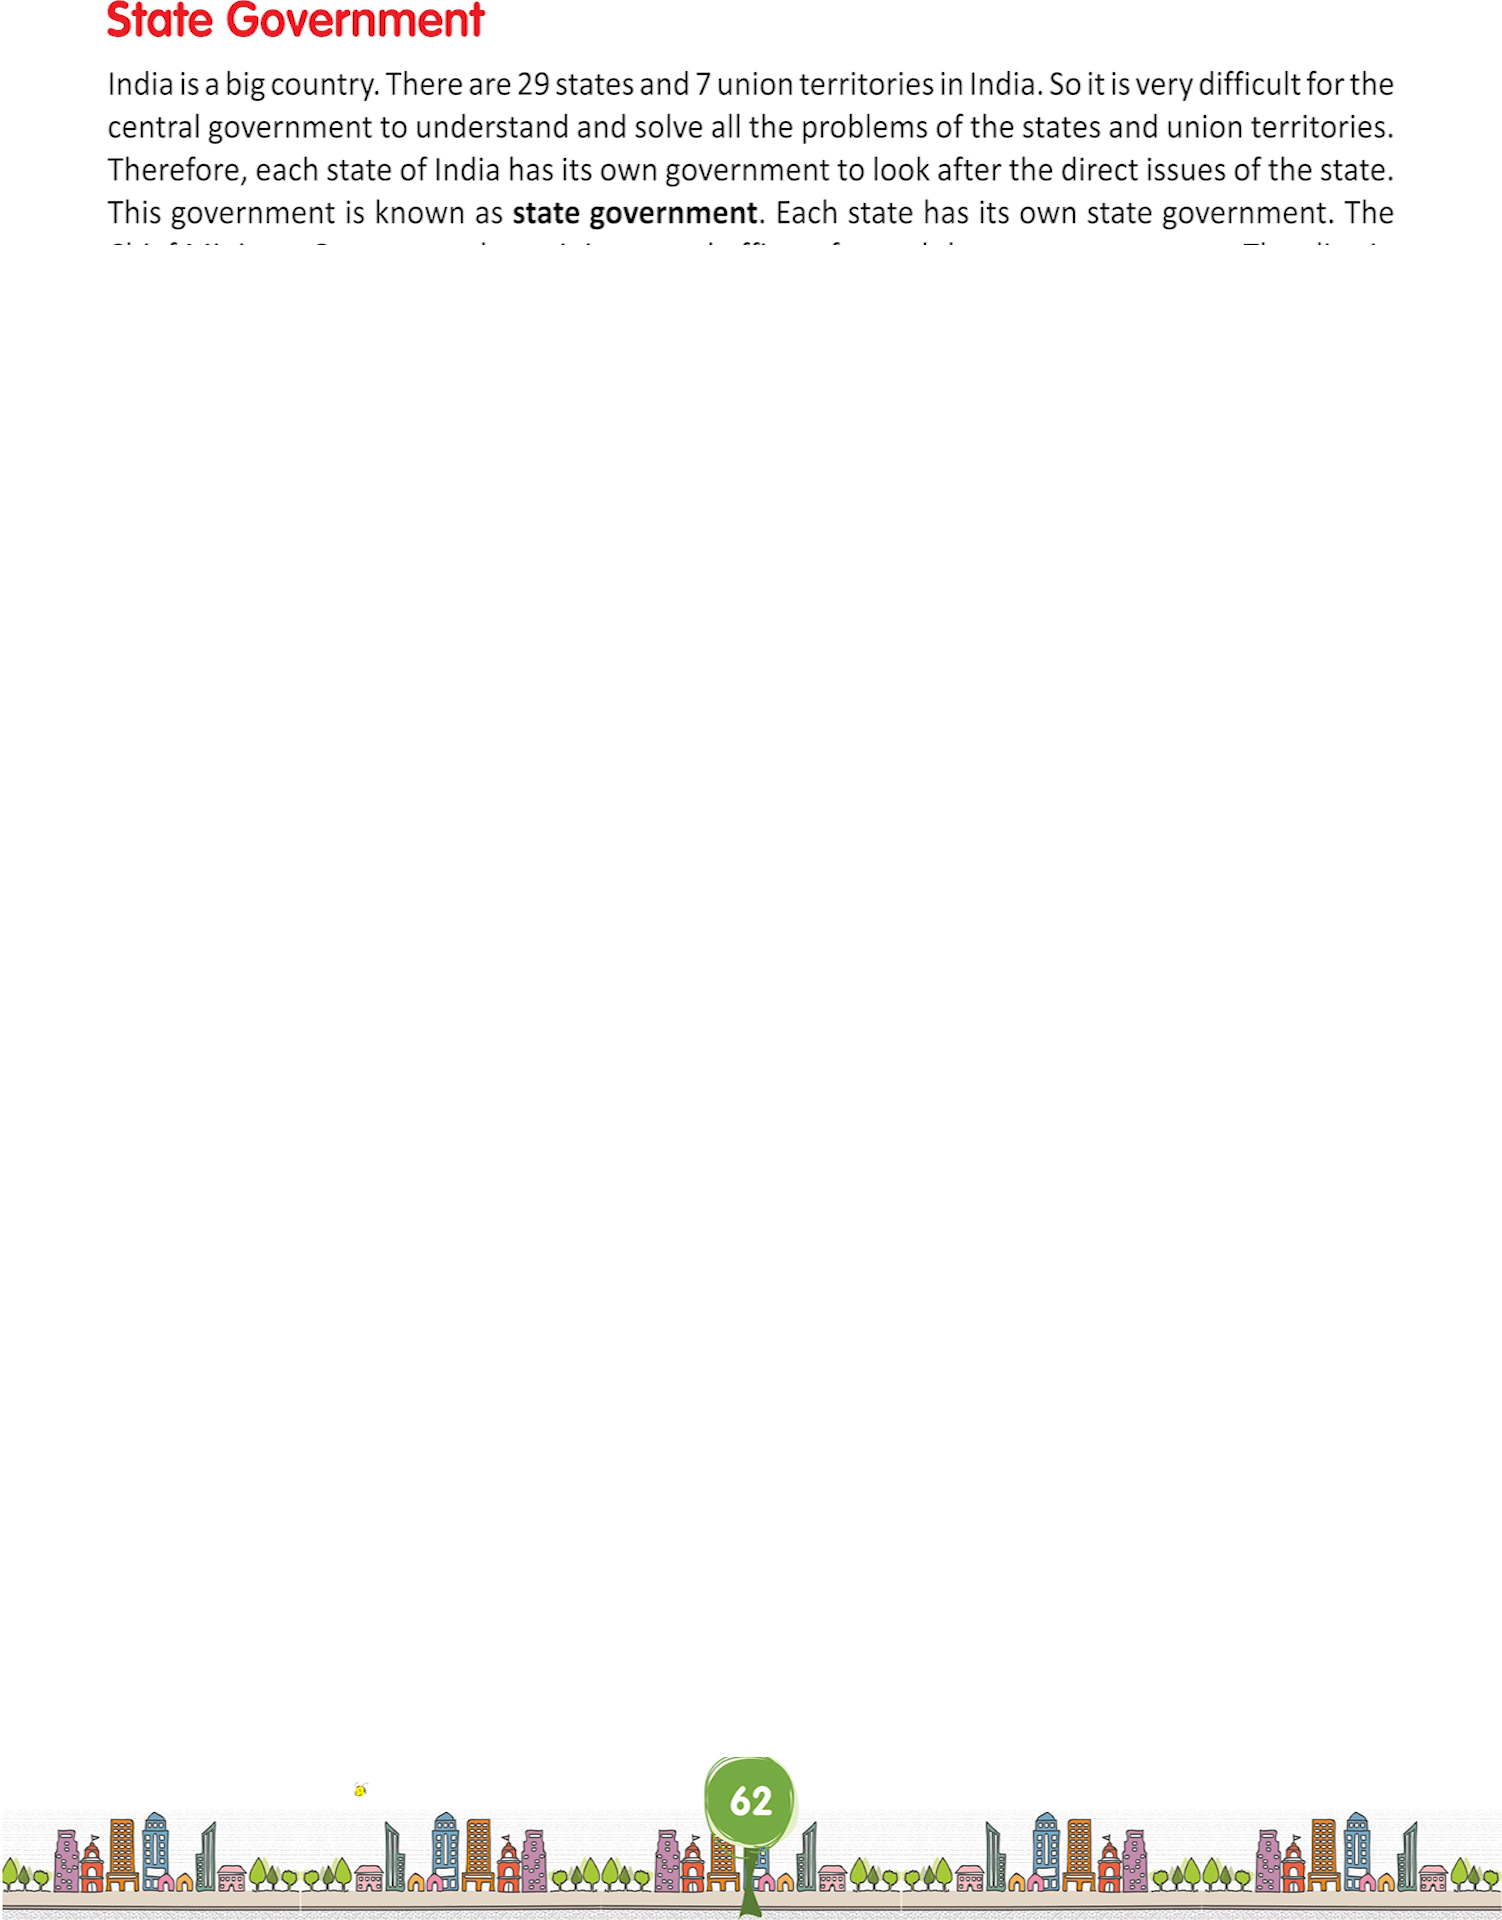 State Government
India is a big country. There are 29 states and 7 union territories in India. So it is very difficult for the
central government to understand and solve all the problems of the states and union territories.
Therefore, each state of India has its own government to look after the direct issues of the state.
This government is known as state government. Each state has its own state government. The
62